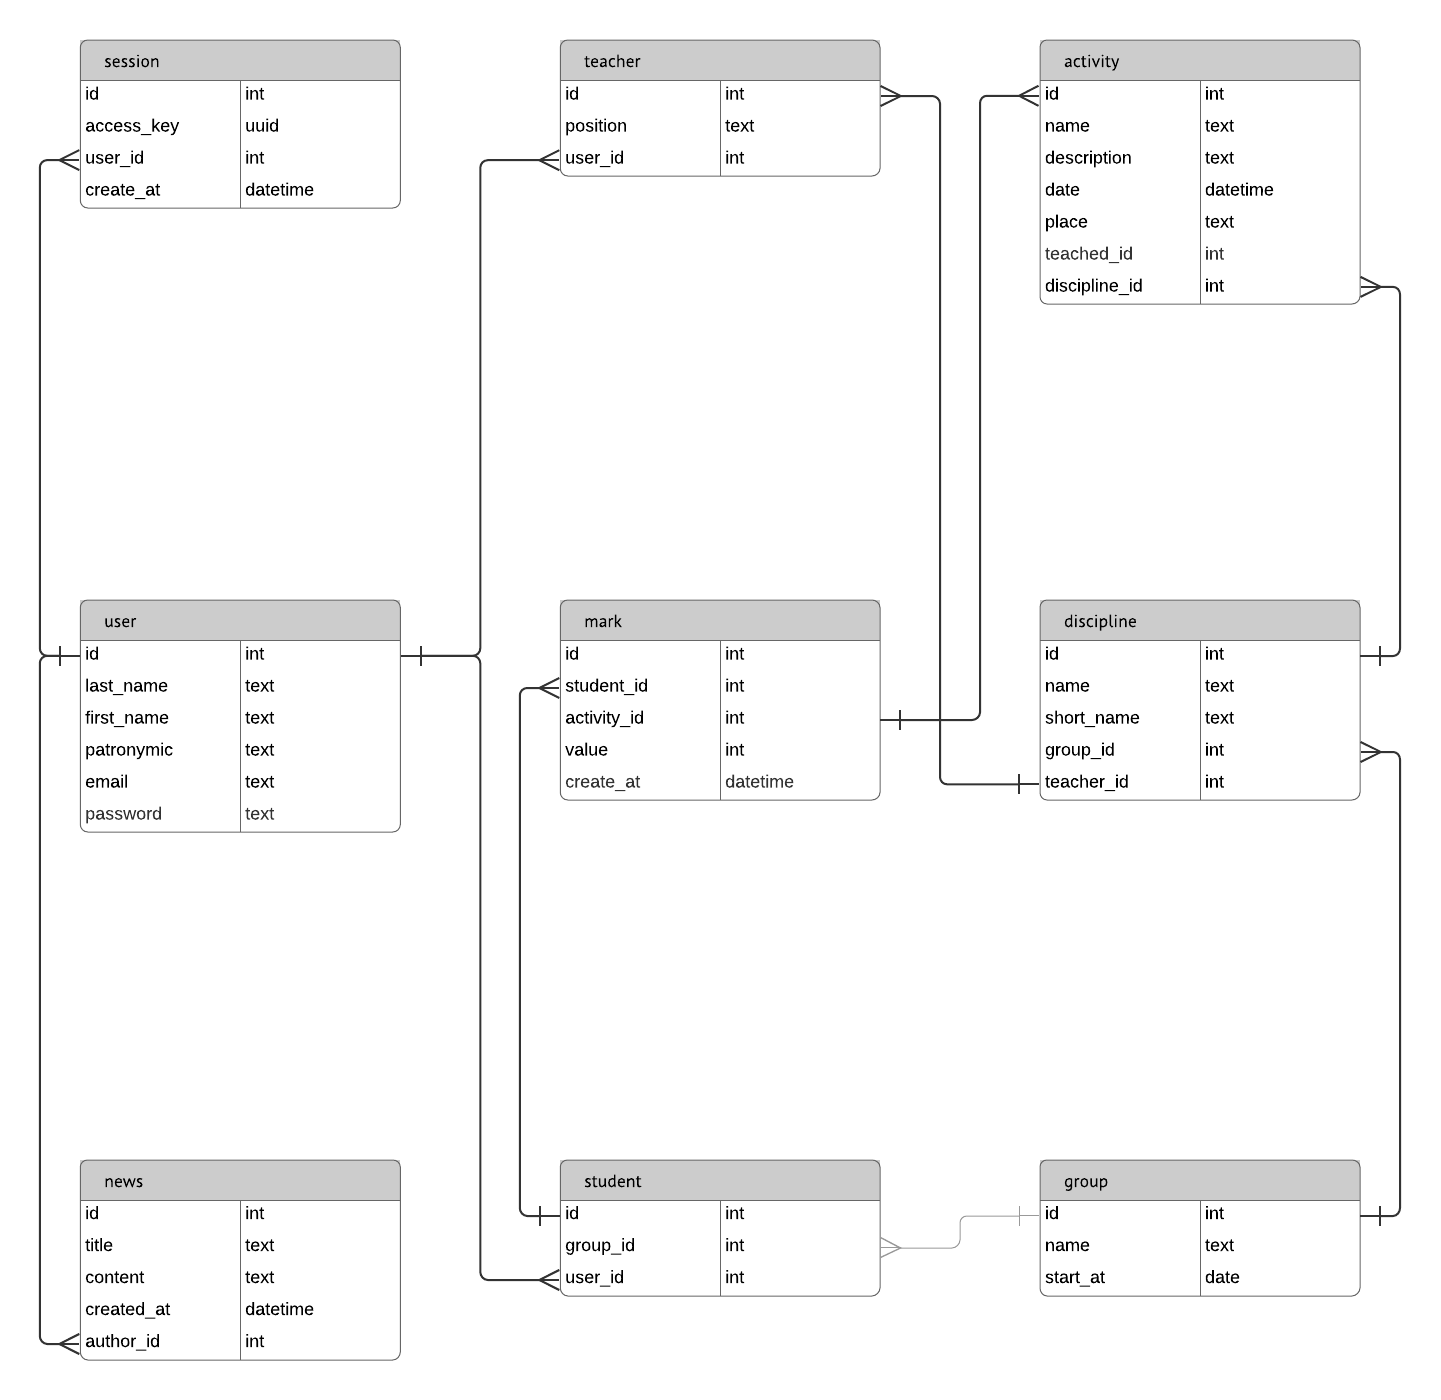 session
id int
access_key uuid
user_id int
create_at datetime
teacher
id int
position text
user_id int
activity
id int
name text
description text
date datetime
place text
teached_id int
discipline_id int
user
id int
last_name text
first_name text
patronymic text
email text
password text
mark
id int
student_id int
activity_id int
value int
create_at datetime
discipline
id int
name text
short_name text
group_id int
teacher_id int
news
id int
title text
content text
created_at datetime
author_id int
student
id int
group_id int
user_id int
group
id int
name text
start_at date